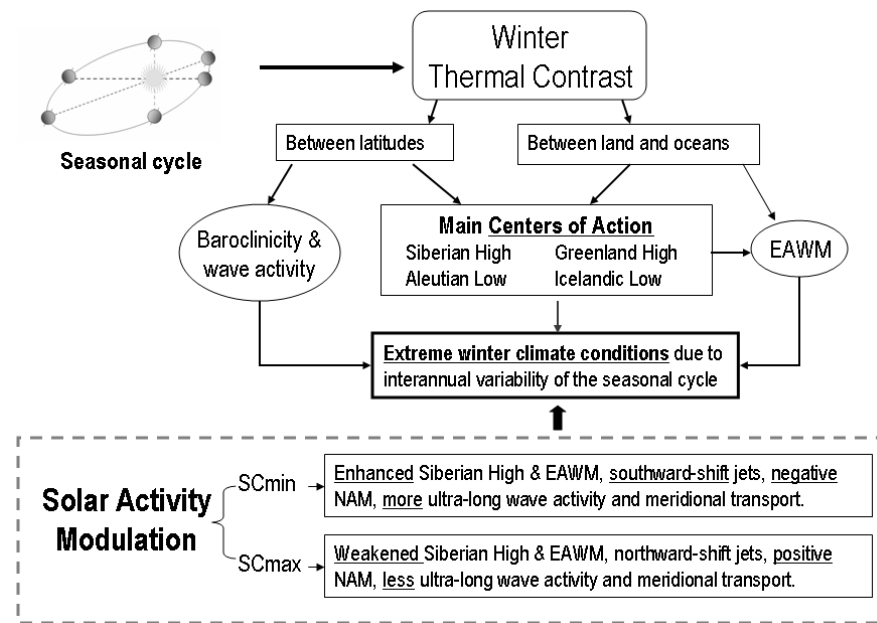 Winter
Thermal Contrast
Seasonal cycle
Between latitudes
Between land and oceans
Baroclinicity &
wave activity
Main Centers of Action
Siberian High Greenland High
Aleutian Low Icelandic Low
EAWM
Extreme winter climate conditions due to
interannual variability of the seasonal cycle
Solar Activity
Modulation
SCmin
Enhanced Siberian High & EAWM, southward-shift jets, negative
NAM, more ultra-long wave activity and meridional transport.
SCmax
Weakened Siberian High & EAWM, northward-shift jets, positive
NAM, less ultra-long wave activity and meridional transport.